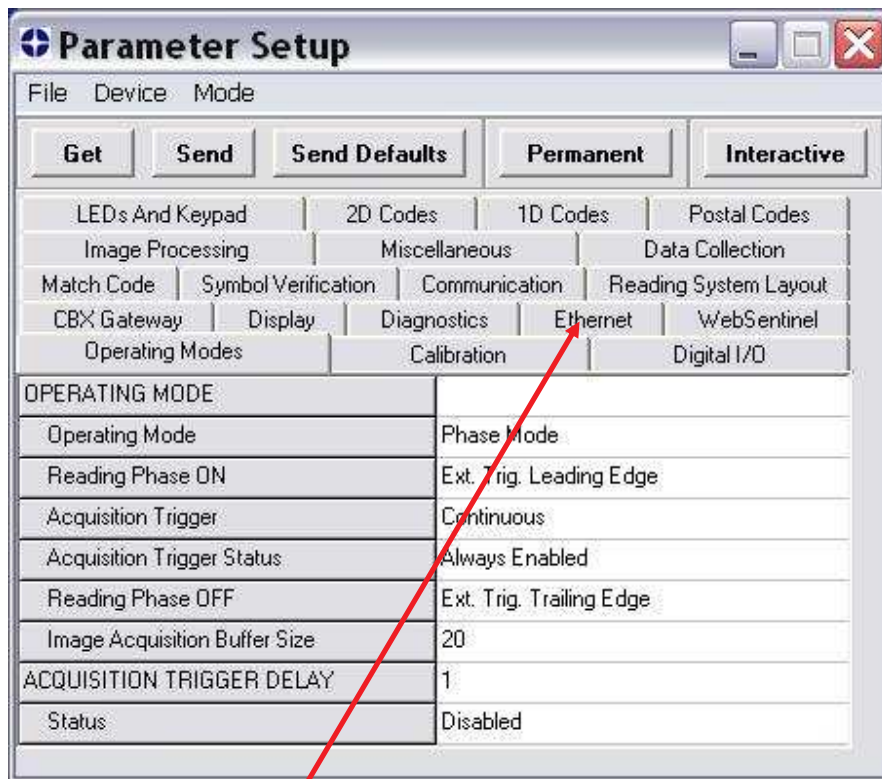 Parameter Setup
File Device Mode
Get Send Send Defaults Permanent Interactive
LEDs And Keypad 2D Codes 1D Codes Postal Codes
Image Processing Miscellaneous Data Collection
Match Code Symbol Verification Communication Reading System Layout
CBX Gateway Display Diagnostics Ethernet WebSentinel
Operating Modes Calibration Digital I/O
OPERATING MODE
Operating Mode Phase Mode
Reading Phase ON Ext. Trig. Leading Edge
Acquisition Trigger Continuous
Acquisition Trigger Status Always Enabled
Reading Phase OFF Ext. Trig. Trailing Edge
Image Acquisition Buffer Size 20
ACQUISITION TRIGGER DELAY 1
Status Disabled